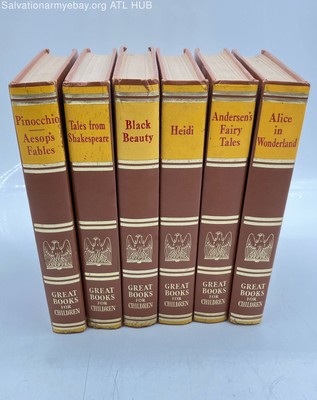 Salvationarmyebay.org ATL HUB
Pinocchio
Aesop's
Fables
GREAT
BOOKS
FOR
CHILDREN
Tales from
Shakespeare
GREAT
BOOKS
FOR
CHILDREN
Black
Beauty
GREAT
BOOKS
FOR
CHILDREN
Heidi
GREAT
BOOKS
FOR
CHILDREN
Andersen's
Fairy
Tales
GREAT
BOOKS
FOR
CHILDREN
Alice
in
Wonderland
GREAT
BOOKS
FOR
CHILDREN